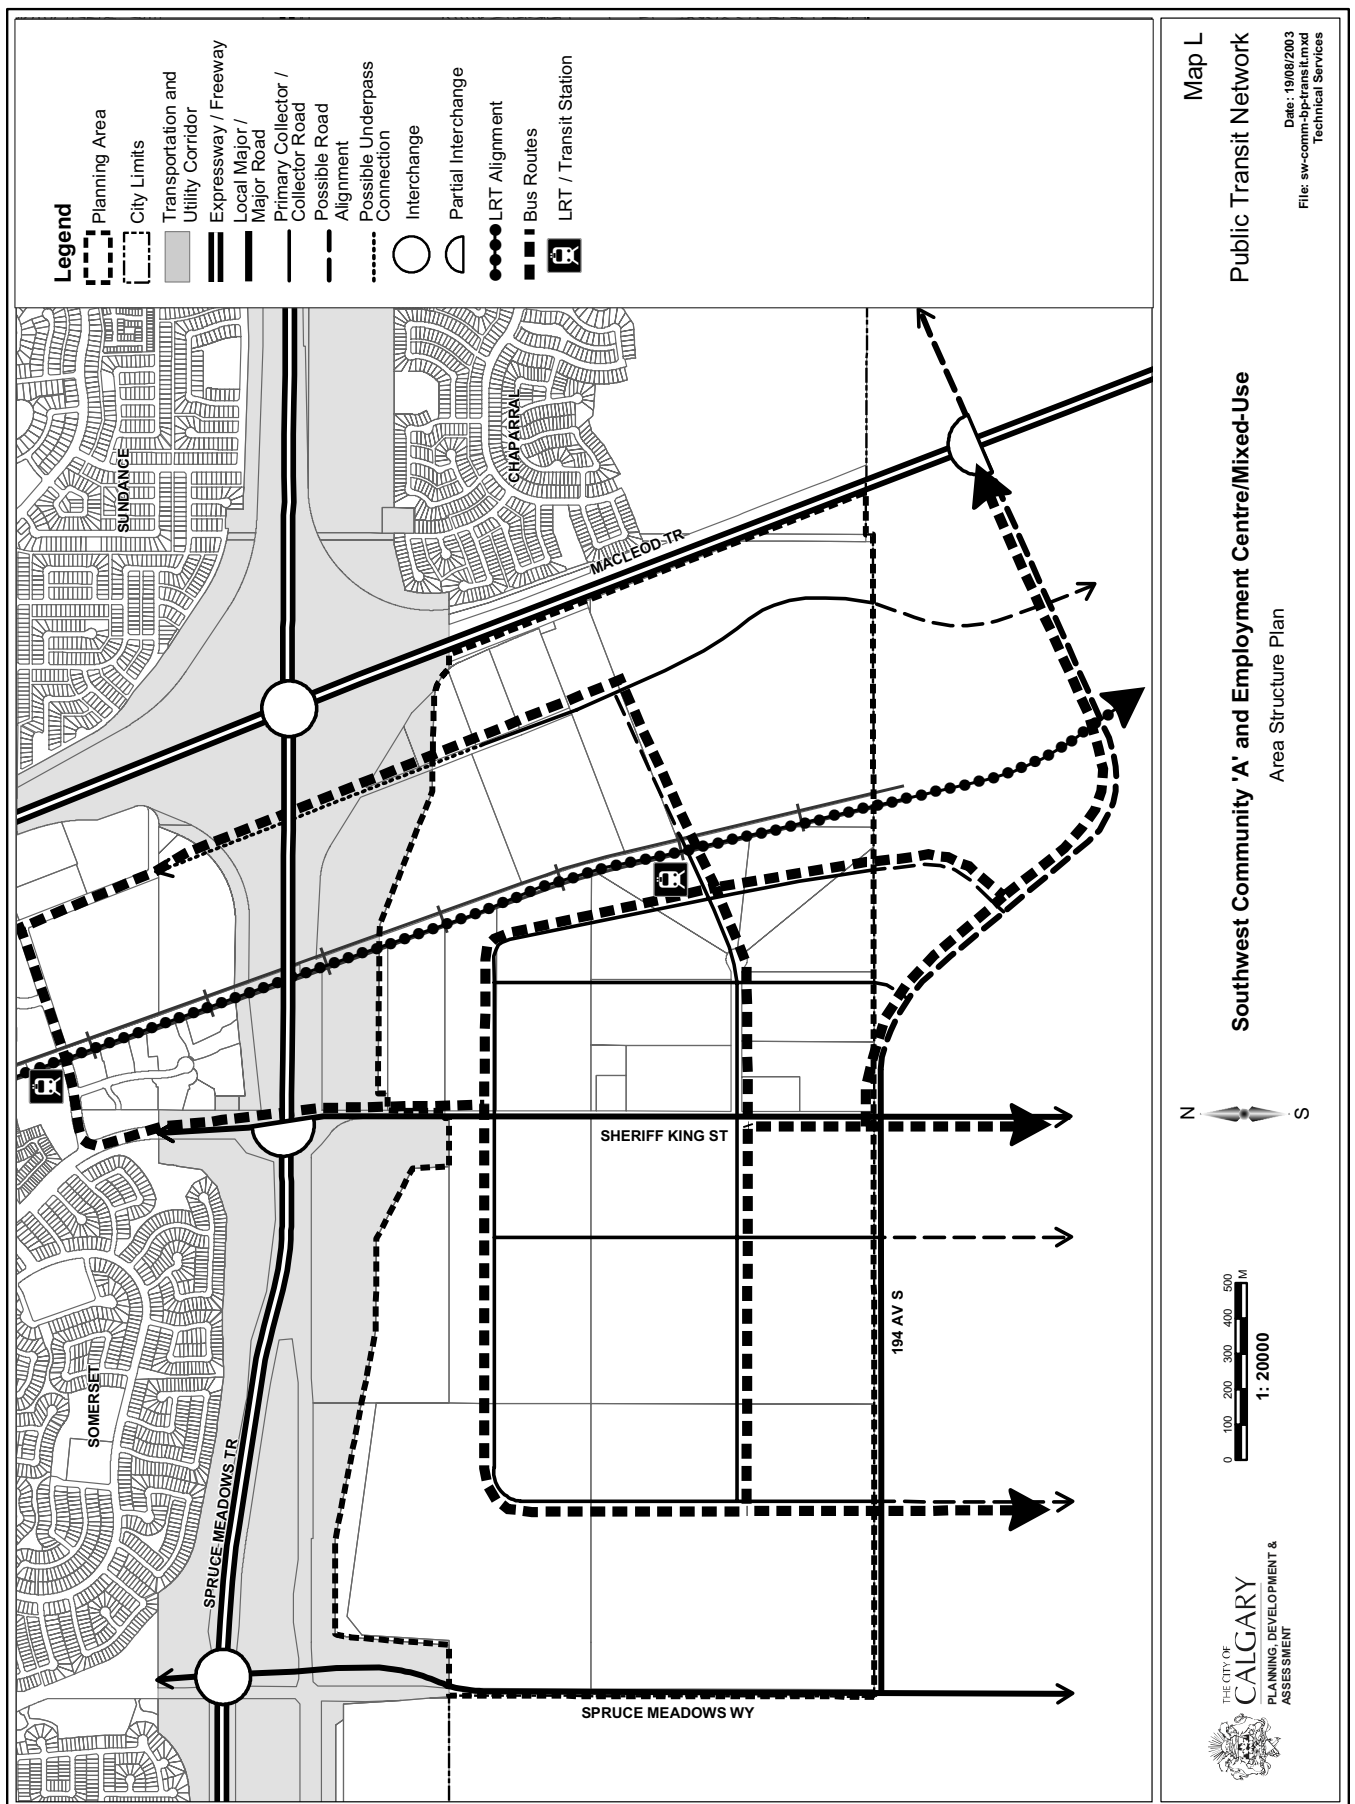 Legend
Planning Area
City Limits
Transportation and
Utility Corridor
Expressway / Freeway
Local Major /
Major Road
Primary Collector /
Collector Road
Possible Road
Alignment
Possible Underpass
Connection
Interchange
Partial Interchange
LRT Alignment
Bus Routes
LRT / Transit Station
SUNDANCE
CHAPARRAL
MACLEOD TR
SOMERSET
SPRUCE MEADOWS TR
SHERIFF KING ST
194 AV S
SPRUCE MEADOWS WY
THE CITY OF
CALGARY
PLANNING, DEVELOPMENT &
ASSESSMENT
0 100 200 300 400 500
M
1: 20000
N
S
Southwest Community 'A' and Employment Centre/Mixed-Use
Area Structure Plan
Map L
Public Transit Network
Date: 19/08/2003
File: sw-comm-bp-transit.mxd
Technical Services